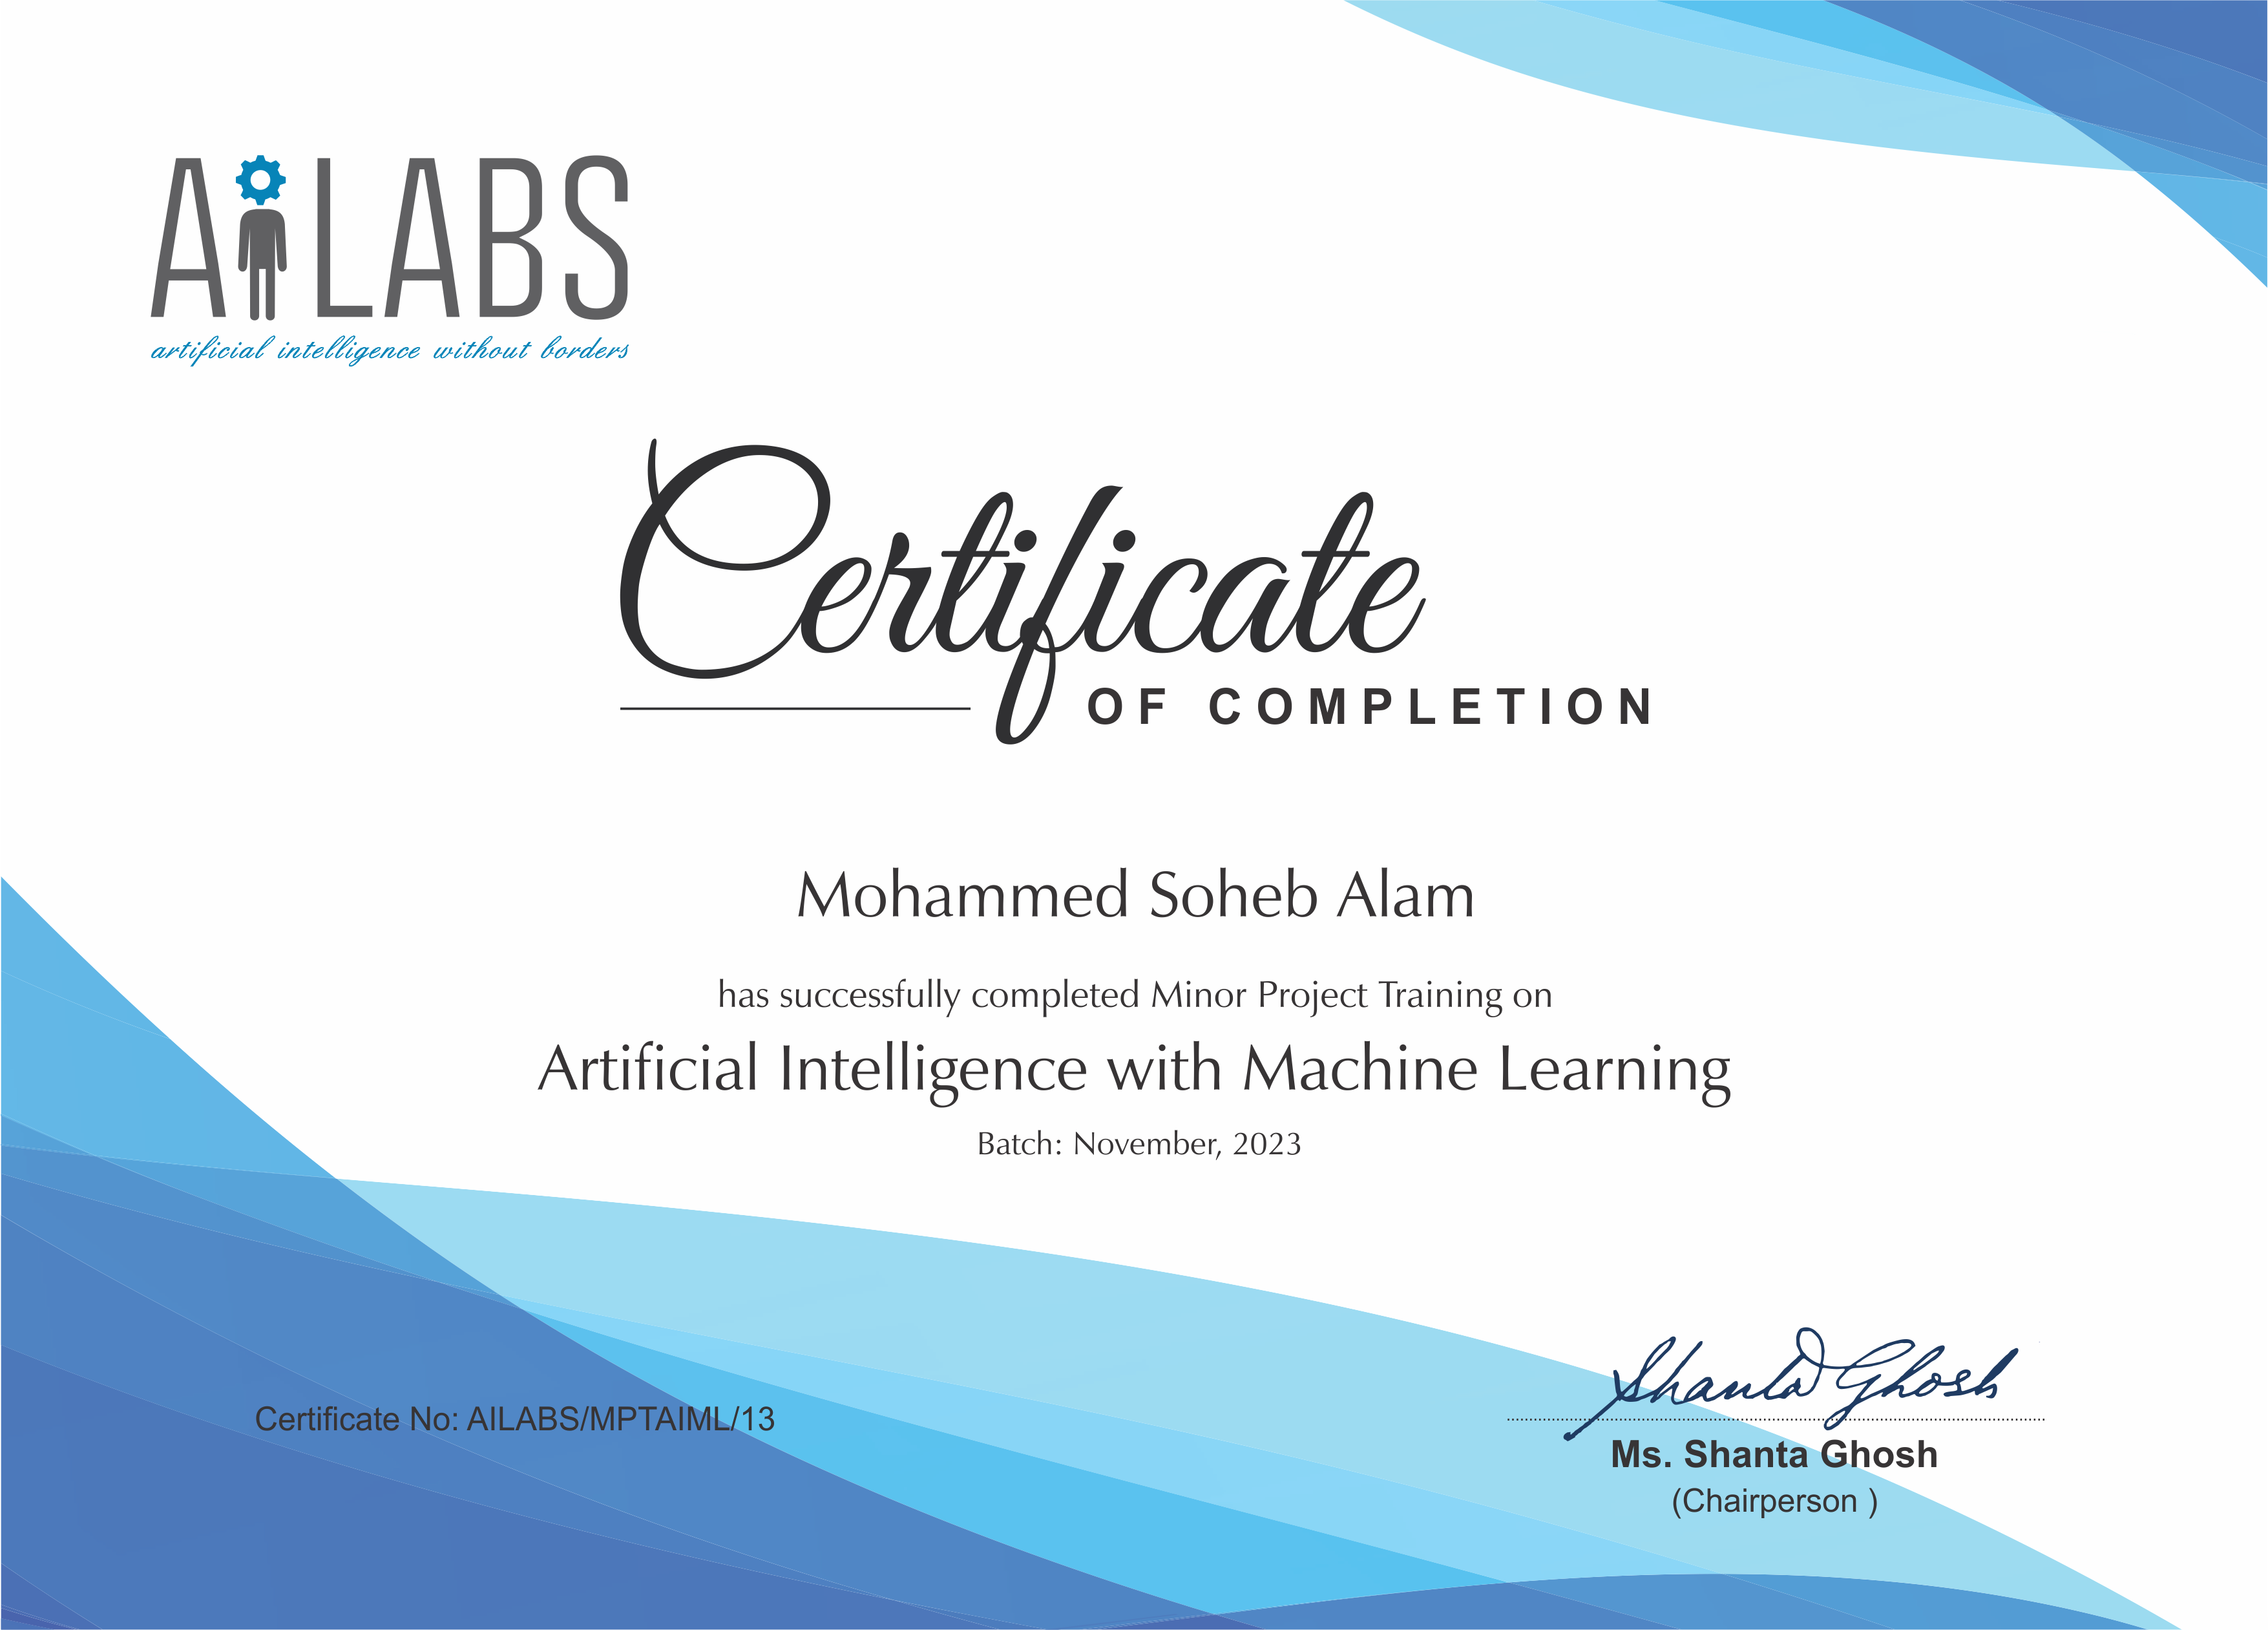 AiLABS
artificial intelligence without borders
Certificate
OF COMPLETION
Mohammed Soheb Alam
has successfully completed Minor Project Training on
Artificial Intelligence with Machine Learning
Batch: November, 2023
Certificate No: AILABS/MPTAIML/13
Shanta Ghosh
Ms. Shanta Ghosh
(Chairperson )